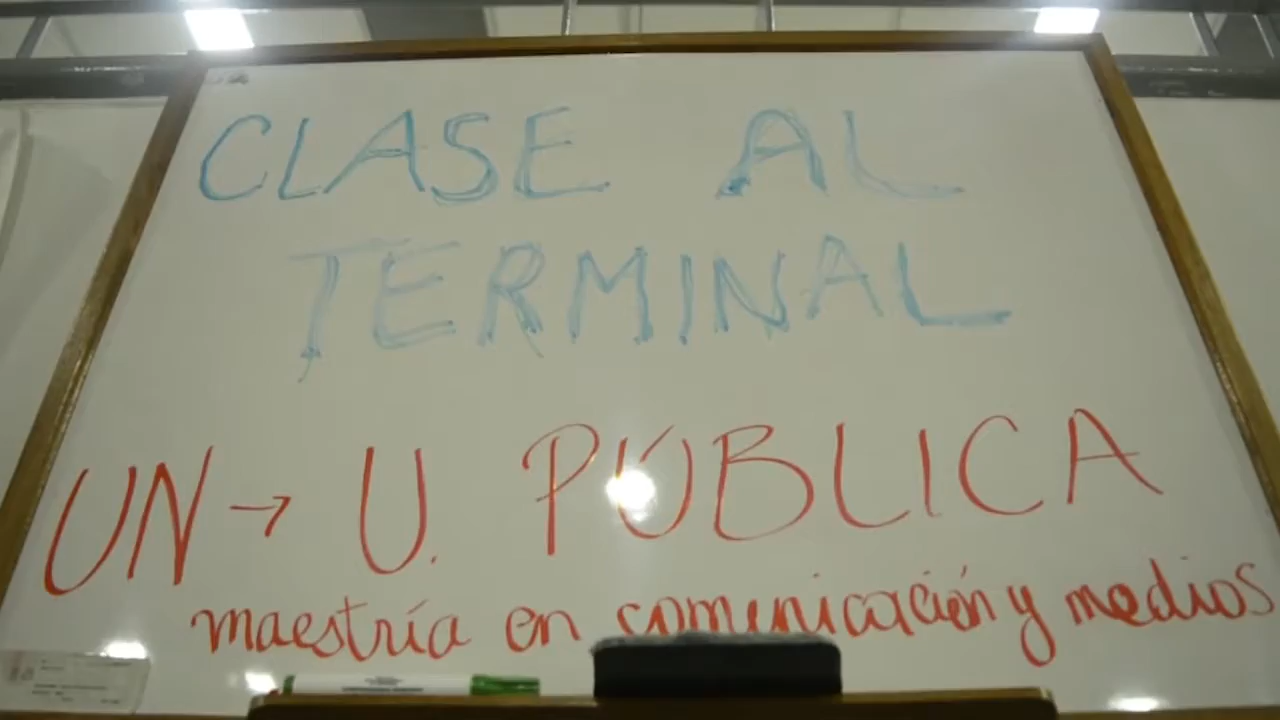 CLASE AL
TERMINAL
UN → U. PÚBLICA
maestría en comunicación y medios